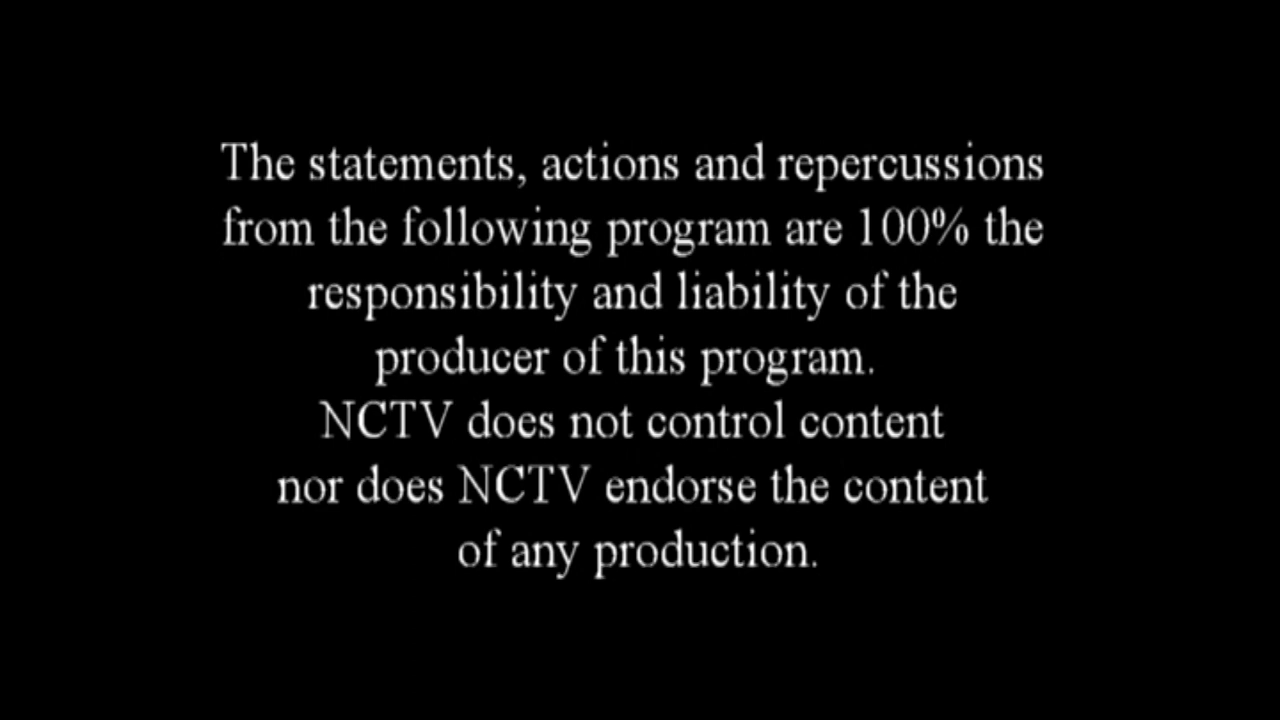 The statements, actions and repercussions
from the following program are 100% the
responsibility and liability of the
producer of this program.
NCTV does not control content
nor does NCTV endorse the content
of any production.